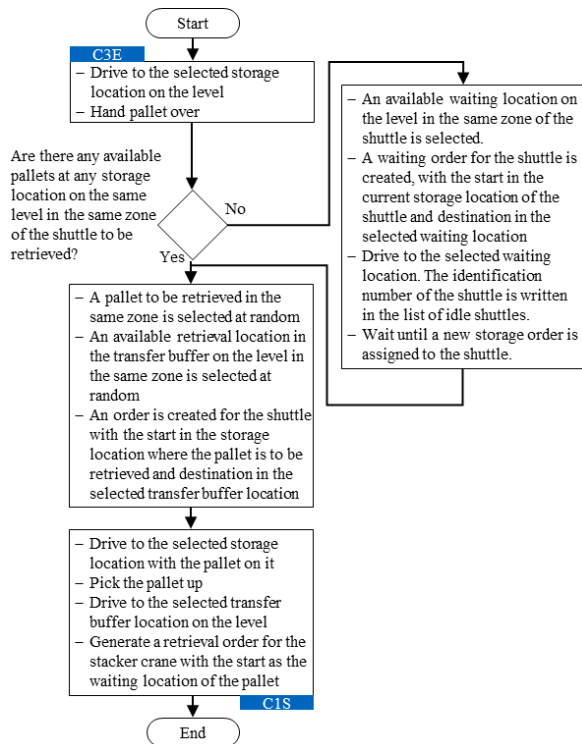 Start
C3E
– Drive to the selected storage
location on the level
– Hand pallet over
Are there any available
pallets at any storage
location on the same
level in the same zone
of the shuttle to be
retrieved?
No
Yes
– An available waiting location on
the level in the same zone of the
shuttle is selected.
– A waiting order for the shuttle is
created, with the start in the
current storage location of the
shuttle and destination in the
selected waiting location
– Drive to the selected waiting
location. The identification
number of the shuttle is written
in the list of idle shuttles.
– Wait until a new storage order is
assigned to the shuttle.
– A pallet to be retrieved in the
same zone is selected at random
– An available retrieval location in
the transfer buffer on the level in
the same zone is selected at
random
– An order is created for the shuttle
with the start in the storage
location where the pallet is to be
retrieved and destination in the
selected transfer buffer location
– Drive to the selected storage
location with the pallet on it
– Pick the pallet up
– Drive to the selected transfer
buffer location on the level
– Generate a retrieval order for the
stacker crane with the start as the
waiting location of the pallet
C1S
End